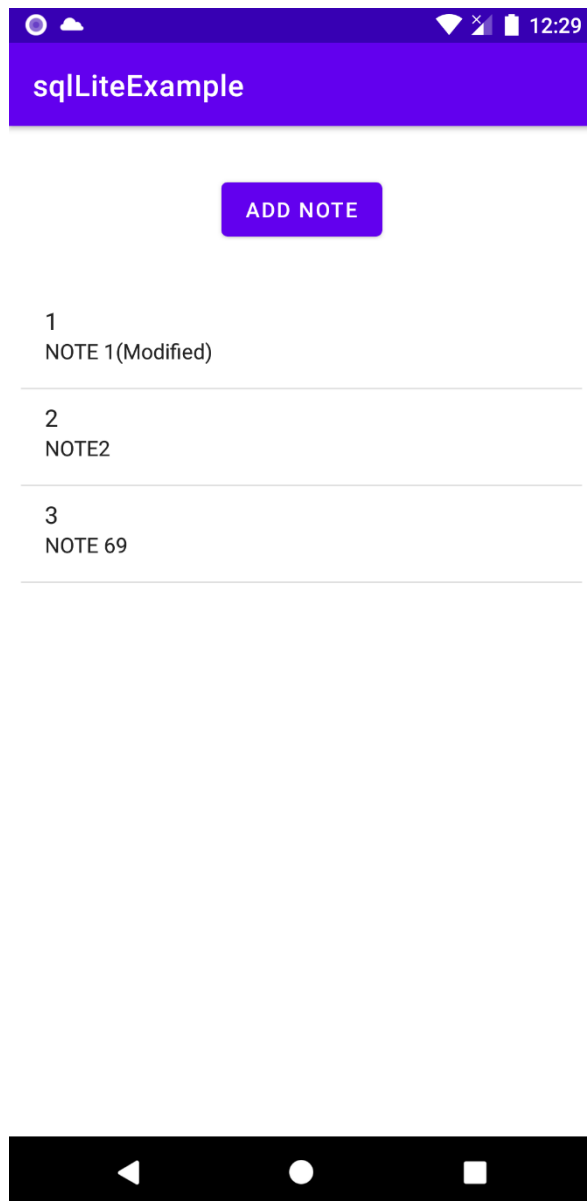 12:29
sqlLiteExample
ADD NOTE
1
NOTE 1(Modified)
2
NOTE2
3
NOTE 69